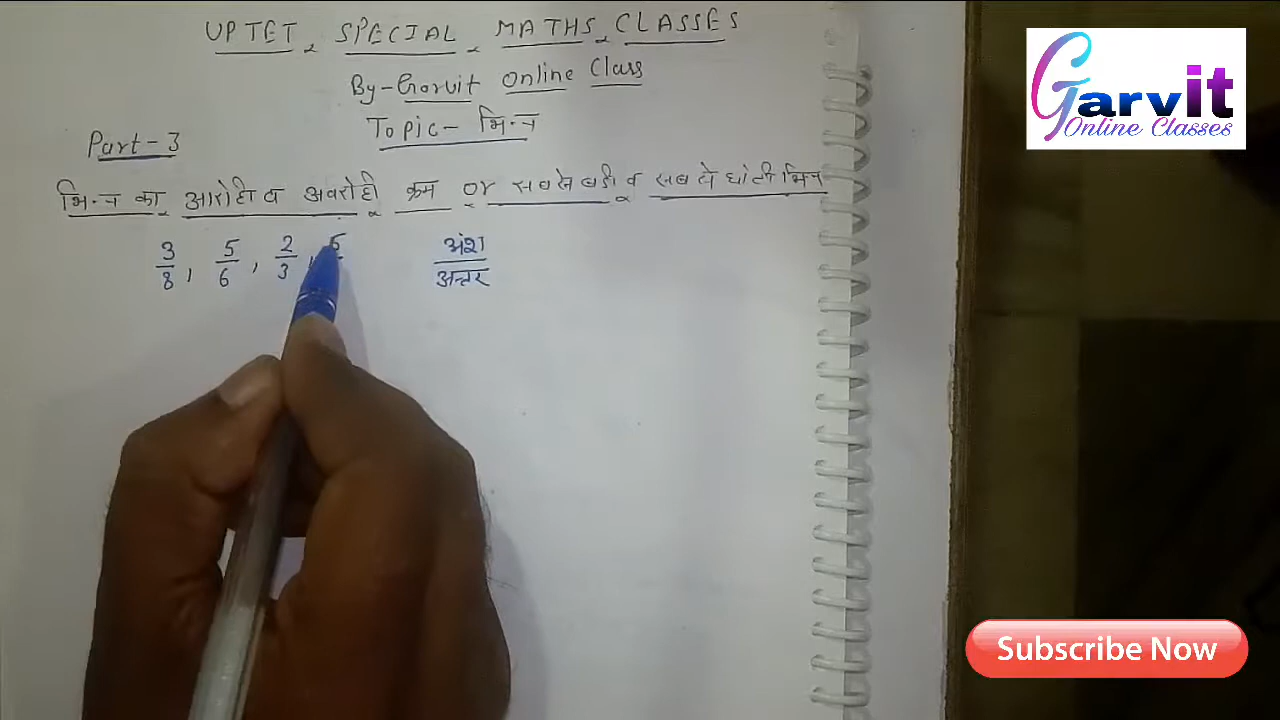 UPTET SPECIAL MATHS CLASSES
By-Garvit Online Class
Topic- भिन्न
Part-3
भिन्न का आरोही व अवरोही क्रम or सबसे बड़ी व सबसे छोटी भिन्न
3/8, 5/6, 2/3, 5
अंश/अन्तर
Garvit
Online Classes
Subscribe Now